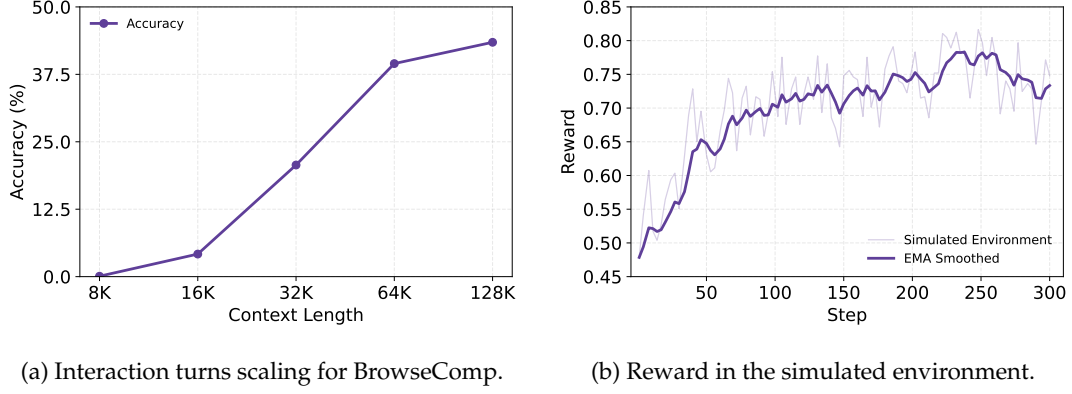 50.0
37.5
25.0
12.5
0.0
Accuracy (%)
Accuracy
8K 16K 32K 64K 128K
Context Length
(a) Interaction turns scaling for BrowseComp.
0.85
0.80
0.75
0.70
0.65
0.60
0.55
0.50
0.45
Reward
Simulated Environment
EMA Smoothed
50 100 150 200 250 300
Step
(b) Reward in the simulated environment.